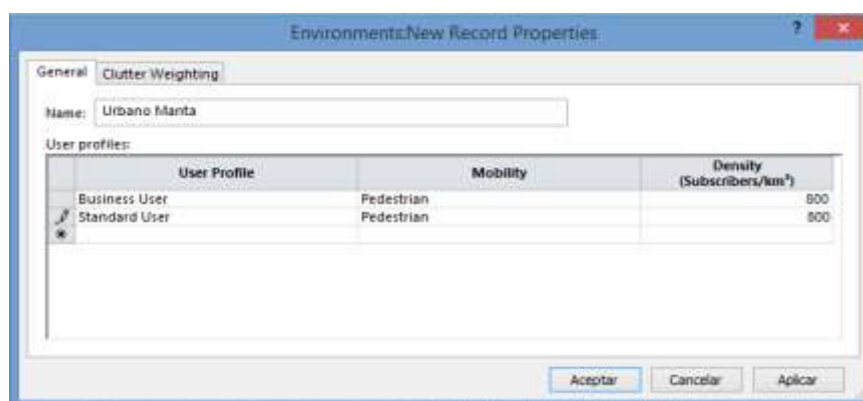 Environments:New Record Properties
?
General Clutter Weighting
Name: Urbano Manta
User profiles:
User Profile Mobility Density (Subscribers/km²)
Business User Pedestrian 800
Standard User Pedestrian 800
Aceptar Cancelar Aplicar